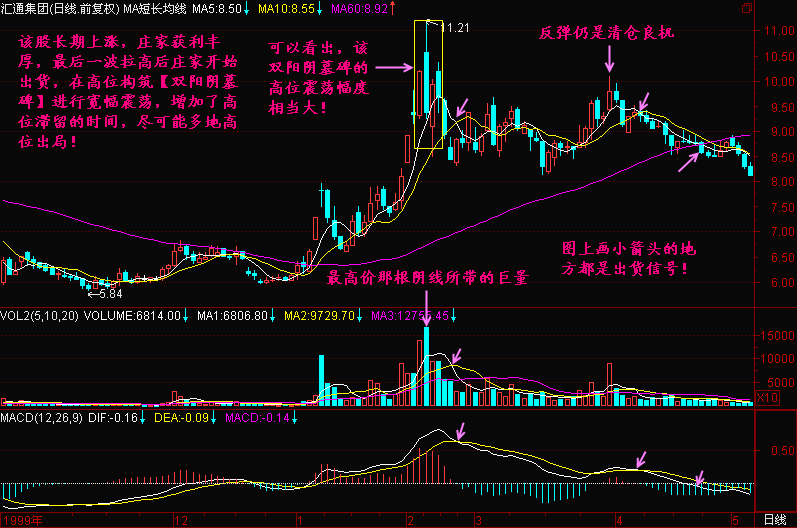 汇通集团(日线.前复权) MA短长均线 MA5:8.50↓ MA10:8.55↓ MA60:8.92↑
该股长期上涨，庄家获利丰
厚，最后一波拉高后庄家开始
出货，在高位构筑【双阳阴墓
碑】进行宽幅震荡，增加了高
位滞留的时间，尽可能多地高
位出局！
可以看出，该
双阳阴墓碑的
高位震荡幅度
相当大！
←11.21
反弹仍是清仓良机
11.00
10.50
10.00
9.50
9.00
8.50
8.00
7.50
7.00
6.50
6.00
图上画小箭头的地
方都是出货信号！
←5.84
最高价那根阴线所带的巨量
VOL2(5,10,20) VOLUME:6814.00↓ MA1:6806.80↓ MA2:9729.70↓ MA3:12755.45↓
15000
10000
5000
X10
MACD(12,26,9) DIF:-0.16↓ DEA:-0.09↓ MACD:-0.14↓
0.50
1999年 12 1 2 3 4 5 日线